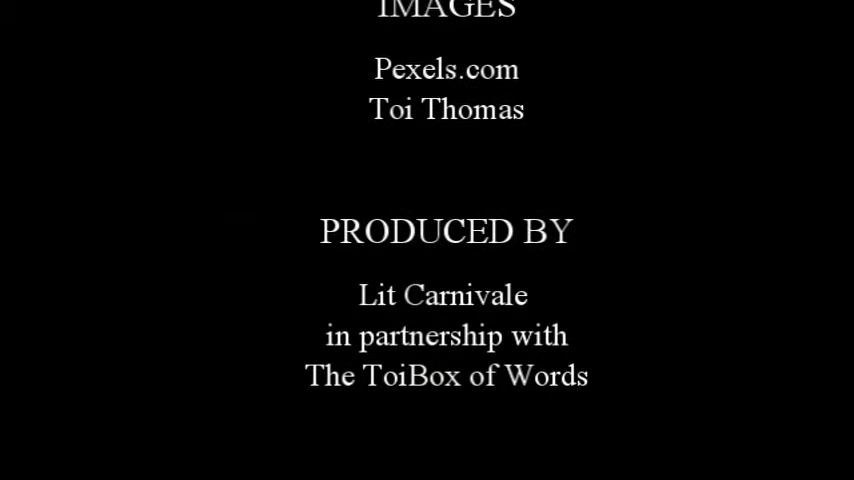 IMAGES
Pexels.com
Toi Thomas
PRODUCED BY
Lit Carnivale
in partnership with
The ToiBox of Words